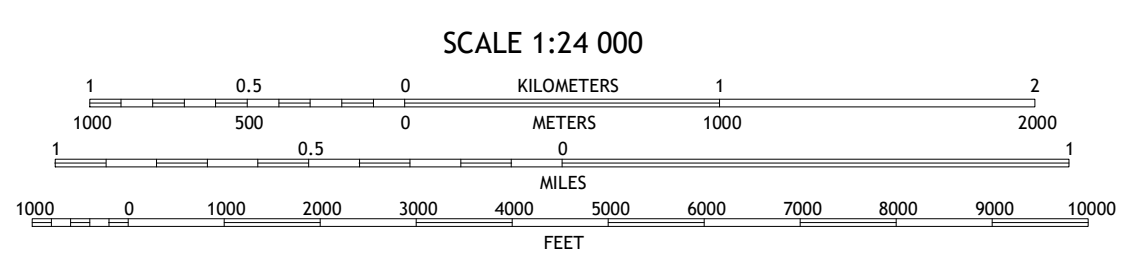 SCALE 1:24 000
1 0.5 0 KILOMETERS 1 2
1000 500 0 METERS 1000 2000
1 0.5 0 1
MILES
1000 0 1000 2000 3000 4000 5000 6000 7000 8000 9000 10000
FEET